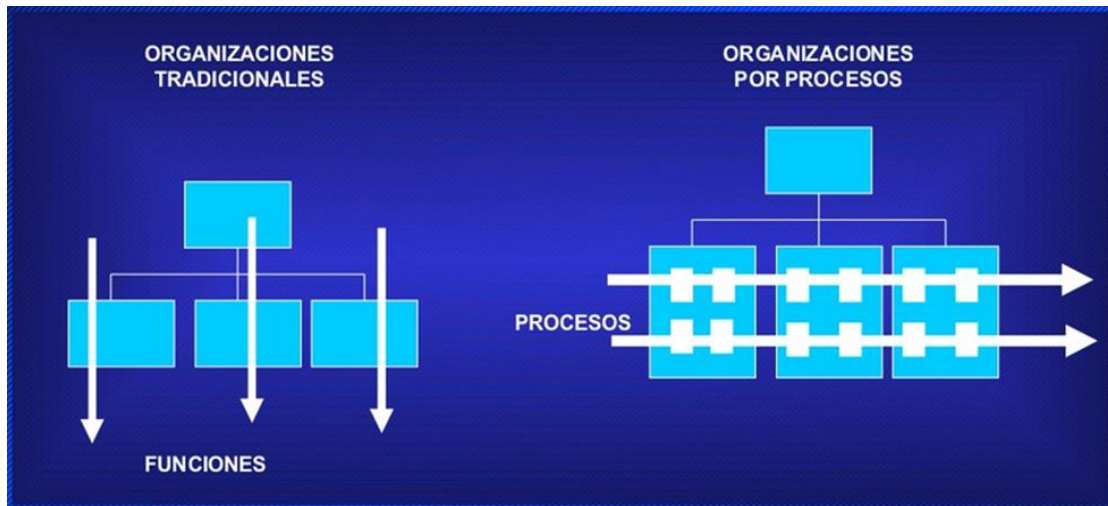 ORGANIZACIONES
TRADICIONALES
ORGANIZACIONES
POR PROCESOS
PROCESOS
FUNCIONES